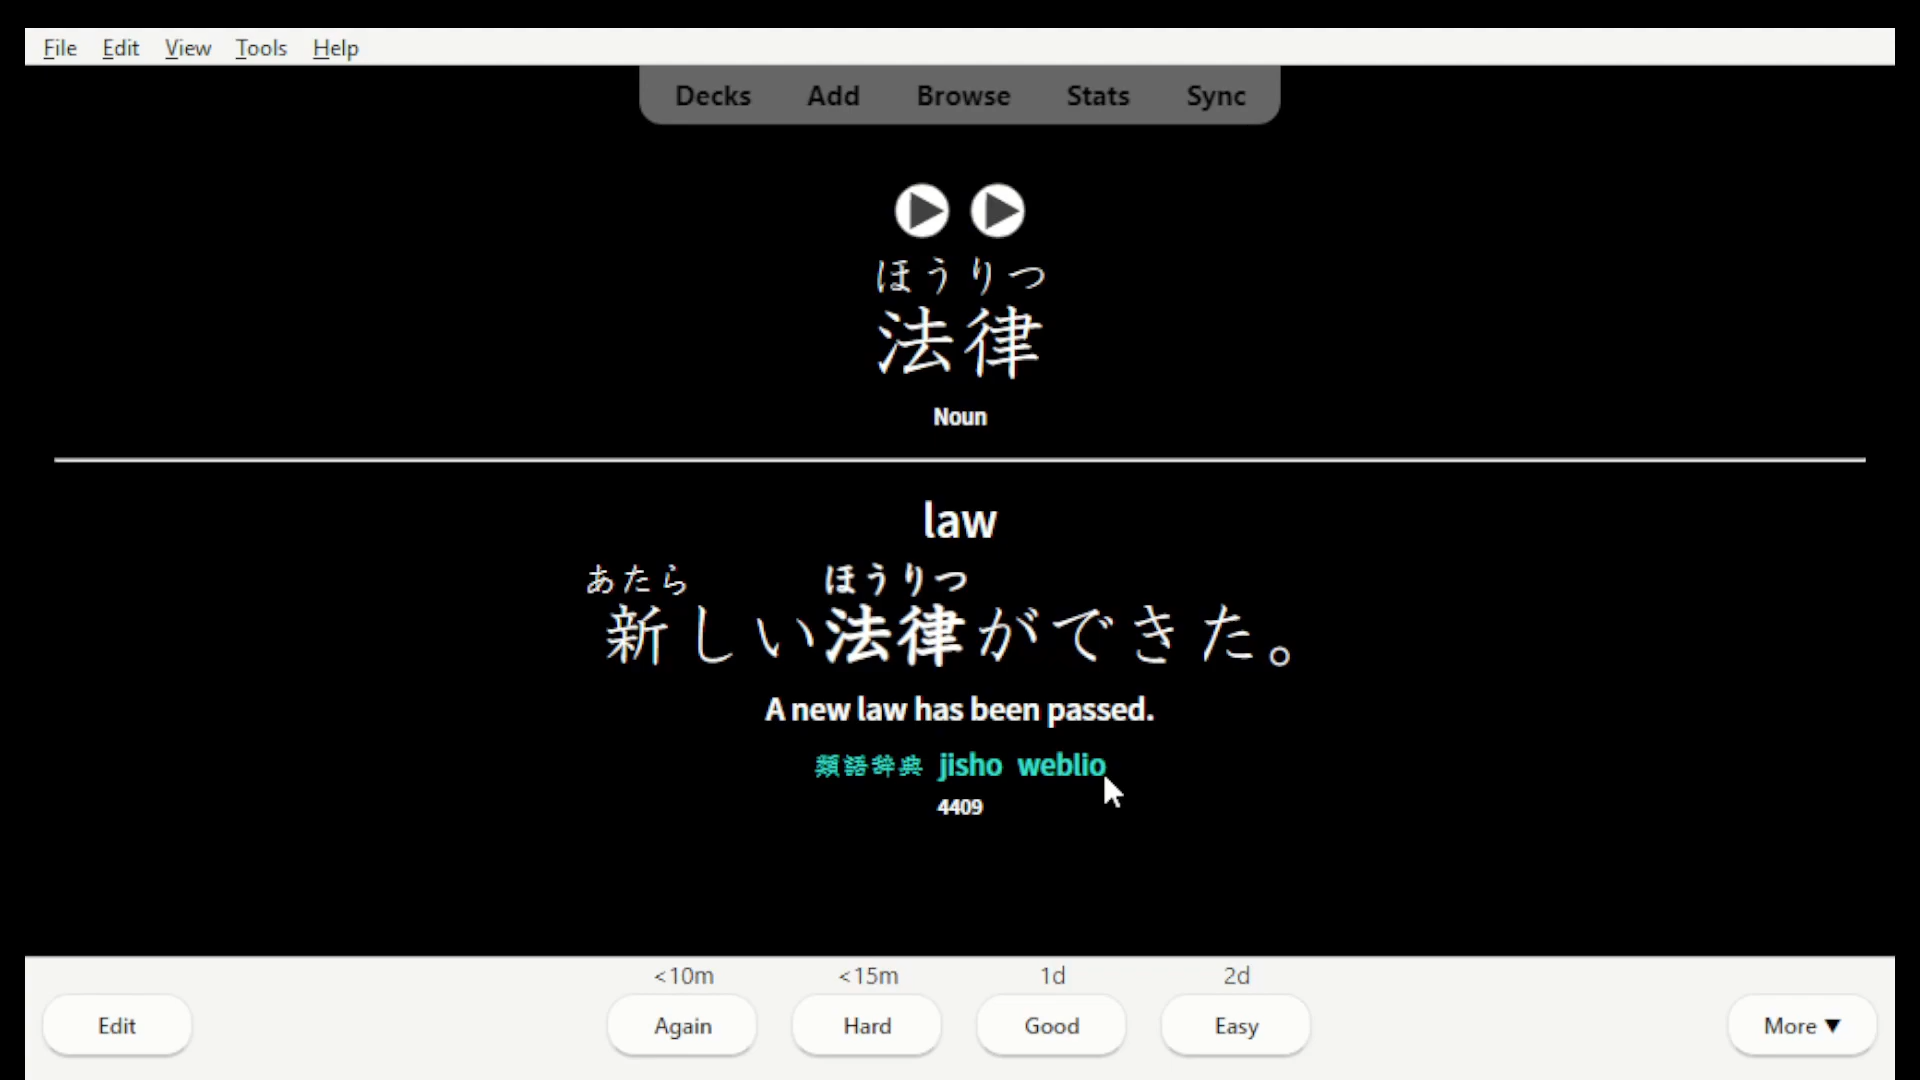 File Edit View Tools Help
Decks Add Browse Stats Sync
ほうりつ
法律
Noun
law
あたら ほうりつ
新しい法律ができた。
A new law has been passed.
類語辞典 jisho weblio
4409
<10m <15m 1d 2d
Edit Again Hard Good Easy More ▼